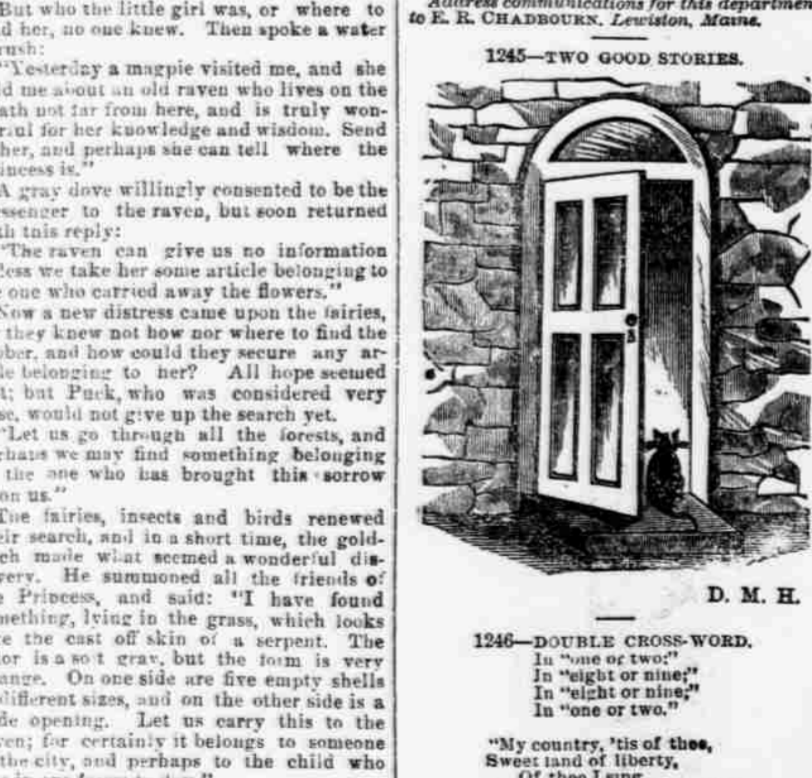 But who the little girl was, or where to
d her, no one knew. Then spoke a water
rush:
"Yesterday a magpie visited me, and she
d me about an old raven who lives on the
ath not far from here, and is truly won-
rful for her knowledge and wisdom. Send
her, and perhaps she can tell where the
incess is."
A gray dove willingly consented to be the
ssenger to the raven, but soon returned
th this reply:
"The raven can give us no information
less we take her some article belonging to
e one who carried away the flowers."
Now a new distress came upon the fairies,
they knew not how nor where to find the
bber, and how could they secure any ar-
le belonging to her? All hope seemed
t; but Puck, who was considered very
se, would not give up the search yet.
"Let us go through all the forests, and
rhaps we may find something belonging
the one who has brought this sorrow
on us."
The fairies, insects and birds renewed
eir search, and in a short time, the gold-
ch made what seemed a wonderful dis-
very. He summoned all the friends of
e Princess, and said: "I have found
mething, lying in the grass, which looks
e the cast off skin of a serpent. The
or is a soft gray, but the form is very
ange. On one side are five empty shells
different sizes, and on the other side is a
de opening. Let us carry this to the
ven; for certainly it belongs to someone
the city, and perhaps to the child who
Address communications for this department
to E. R. CHADBOURN. Lewiston, Maine.
1245—TWO GOOD STORIES.
D. M. H.
1246—DOUBLE CROSS-WORD.
In "one or two;"
In "eight or nine;"
In "eight or nine;"
In "one or two."
"My country, 'tis of thee,
Sweet land of liberty,
Of thee I sing